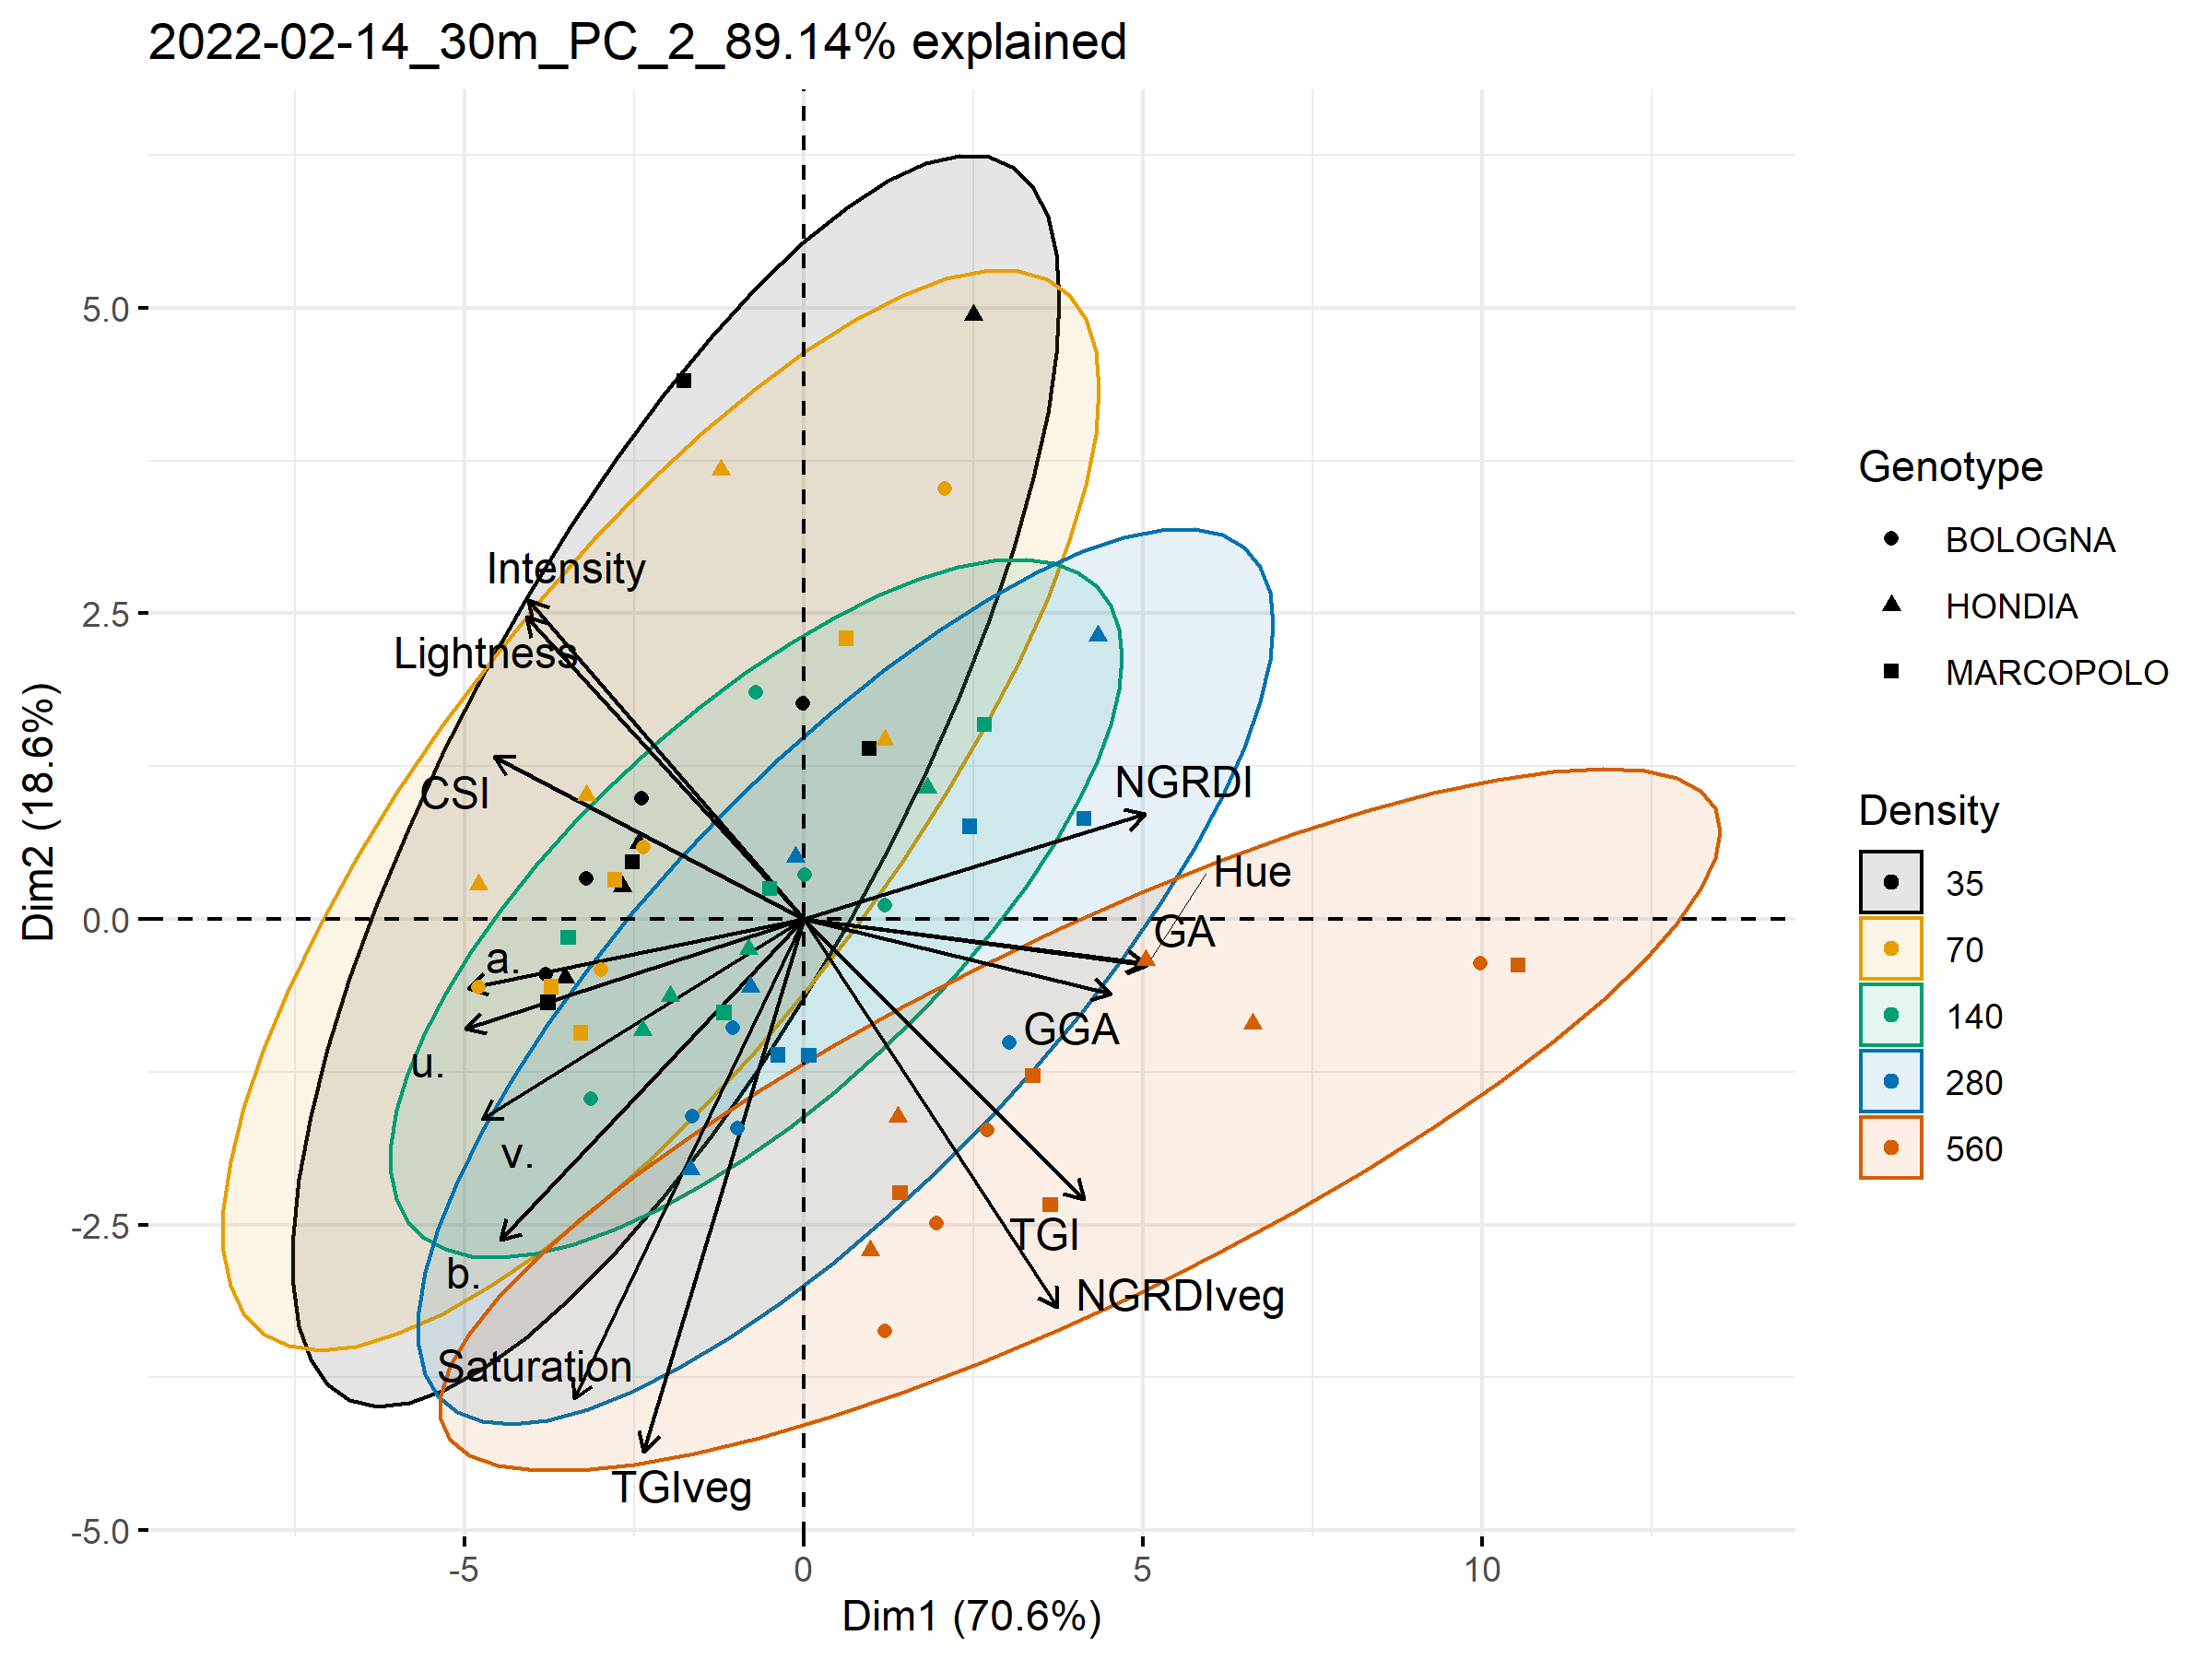 2022-02-14_30m_PC_2_89.14% explained
5.0
2.5
0.0
-2.5
-5.0
Dim2 (18.6%)
Intensity
Lightness
CSI
NGRDI
Hue
GA
a.
GGA
u.
v.
TGI
b.
NGRDIveg
Saturation
TGIveg
-5
0
5
10
Dim1 (70.6%)
Genotype
BOLOGNA
HONDIA
MARCOPOLO
Density
35
70
140
280
560